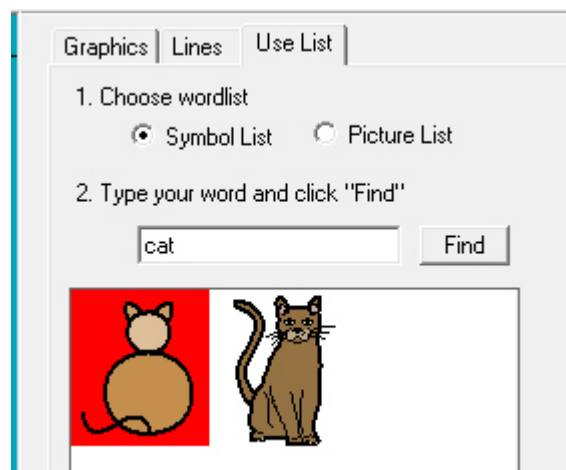 Graphics Lines Use List
1. Choose wordlist
Symbol List Picture List
2. Type your word and click "Find"
cat Find